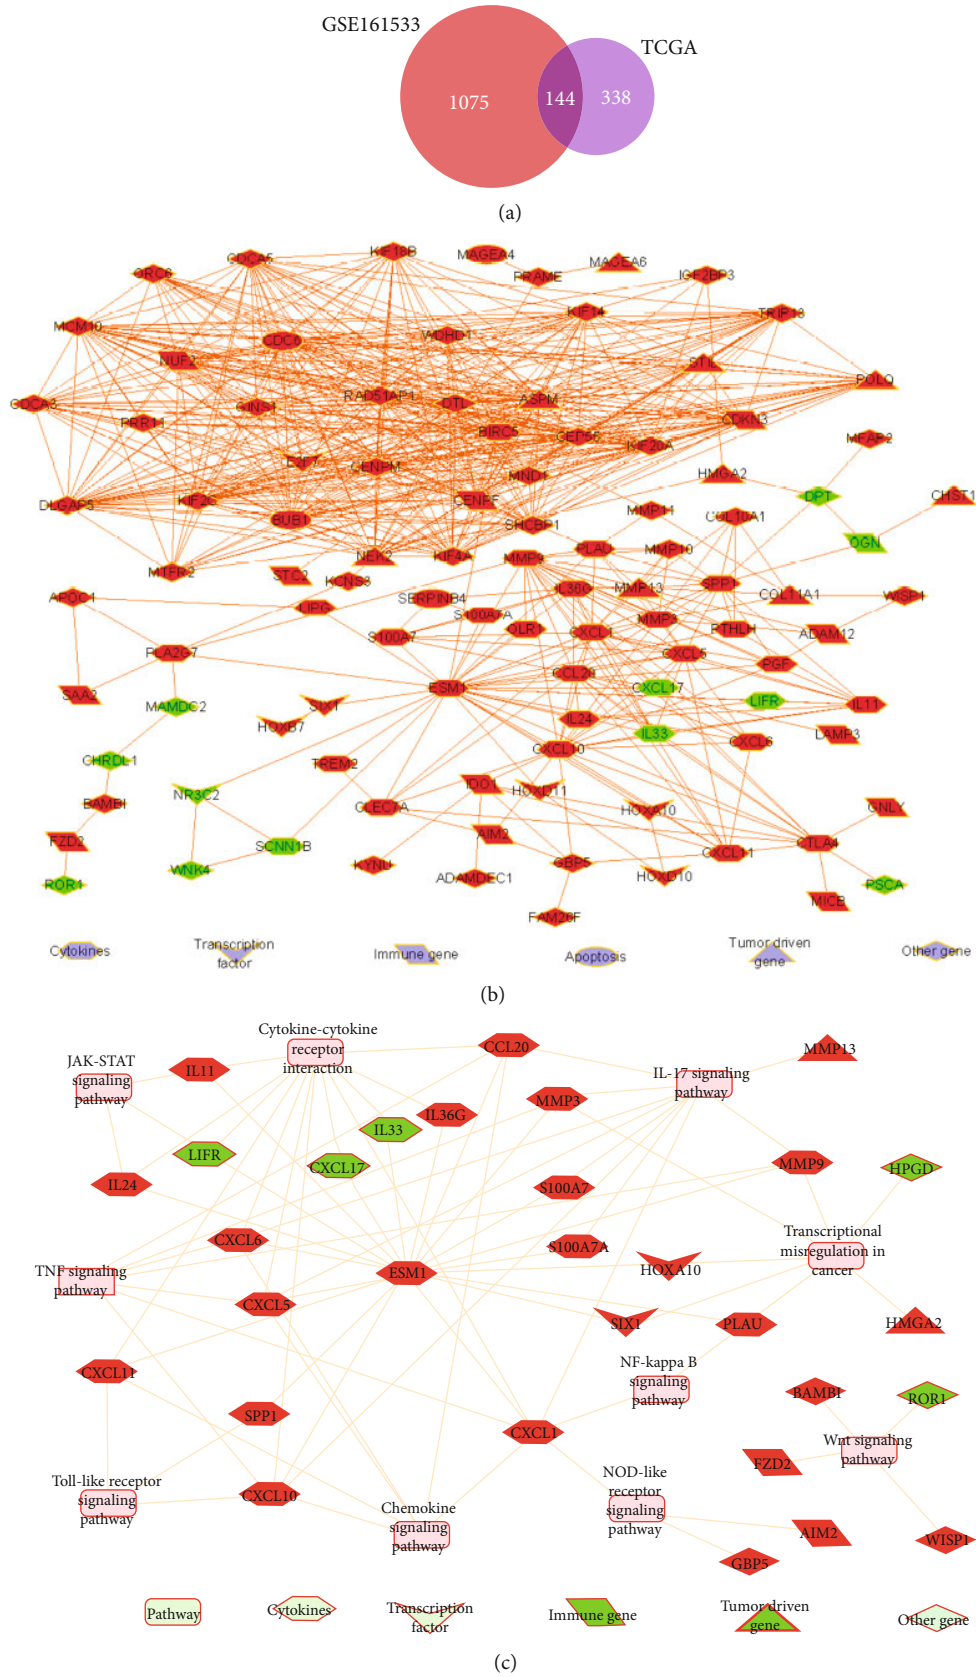 GSE161533
TCGA
1075
144
338
(a)
KIF18B
MAGEA4
CDCA5
MAGEA6
ORC6
PRAME
IGF2BP3
KIF14
TRIP13
MCM10
WDHD1
CDC6
NUF2
STIL
POLQ
RAD51AP1
CDCA3
GINS1
DTL
ASPM
PRR11
CDKN3
BIRC5
CEP55
KIF20A
MFAP2
E2F7
CENPM
MND1
HMGA2
DPT
CHST1
KIF2C
CENPF
DLGAP5
MMP11
COL10A1
BUB1
SHCBP1
OGN
PLAU
MMP10
NEK2
KIF4A
MMP9
MTFR2
STC2
KCNS3
IL36G
MMP13
SPP1
COL11A1
WISP1
APOC1
LIPG
SERPINB4
S100A7A
MMP3
S100A7
OLR1
CXCL1
PTHLH
ADAM12
PLA2G7
CXCL5
PGF
CCL20
SAA2
ESM1
CXCL17
LIFR
IL11
MAMDC2
SIX1
HOXB7
IL24
IL33
LAMP3
CXCL10
CXCL6
CHRDL1
TREM2
BAMBI
NR3C2
CLEC7A
IDO1
HOXD11
HOXA10
GNLY
FZD2
SCNN1B
AIM2
CTLA4
CXCL11
ROR1
WNK4
KYNU
ADAMDEC1
GBP5
HOXD10
PSCA
MICB
FAM26F
Cytokines
Transcription
factor
Immune gene
Apoptosis
Tumor driven
gene
Other gene
(b)
Cytokine-cytokine
receptor
interaction
JAK-STAT
signaling
pathway
IL11
CCL20
IL-17 signaling
pathway
MMP13
MMP3
IL36G
IL33
LIFR
CXCL17
IL24
S100A7
MMP9
HPGD
CXCL6
S100A7A
Transcriptional
misregulation in
cancer
TNF signaling
pathway
ESM1
HOXA10
CXCL5
SIX1
PLAU
HMGA2
CXCL11
NF-kappa B
signaling
pathway
BAMBI
ROR1
SPP1
CXCL1
Wnt signaling
pathway
FZD2
Toll-like receptor
signaling
pathway
CXCL10
Chemokine
signaling
pathway
NOD-like
receptor
signaling
pathway
AIM2
WISP1
GBP5
Pathway
Cytokines
Transcription
factor
Immune gene
Tumor driven
gene
Other gene
(c)